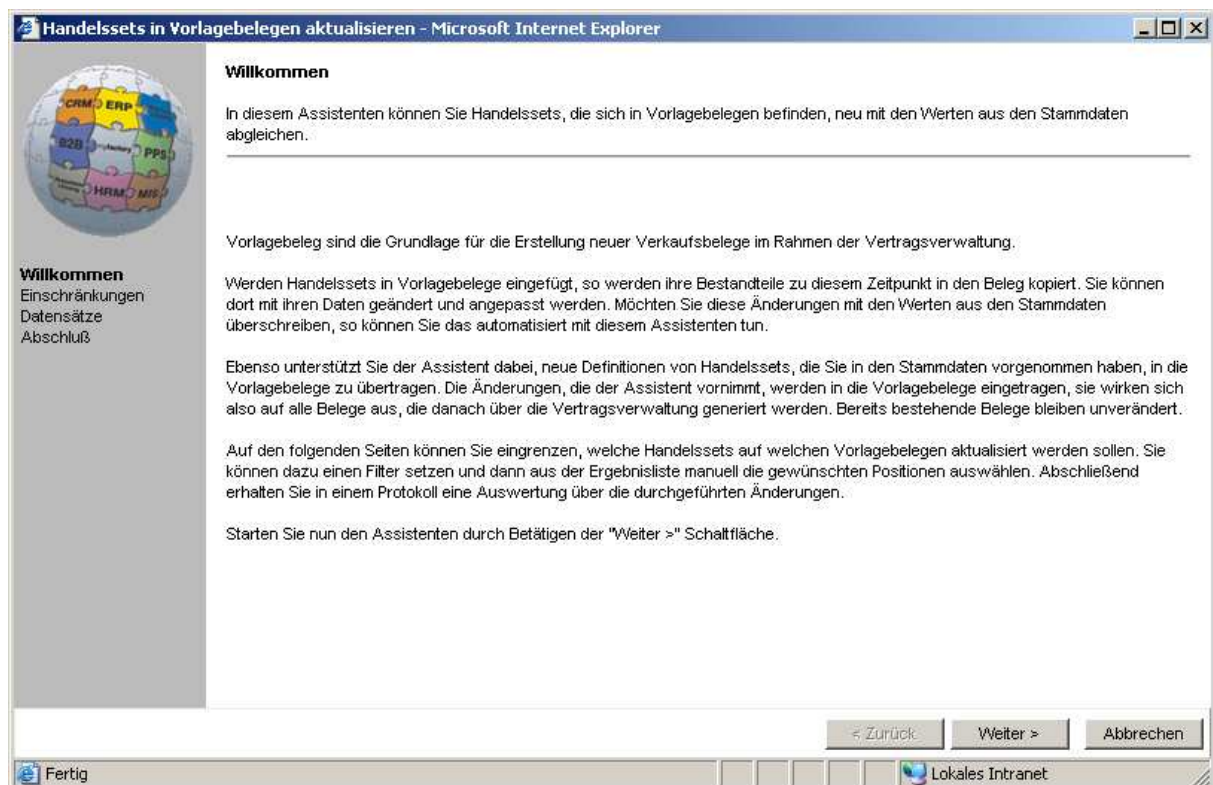 Handelssets in Vorlagebelegen aktualisieren - Microsoft Internet Explorer
Willkommen
In diesem Assistenten können Sie Handelssets, die sich in Vorlagebelegen befinden, neu mit den Werten aus den Stammdaten
abgleichen.
CRM
ERP
B2B
factory
PPS
HRM
MIS
Willkommen
Einschränkungen
Datensätze
Abschluß
Vorlagebeleg sind die Grundlage für die Erstellung neuer Verkaufsbelege im Rahmen der Vertragsverwaltung.
Werden Handelssets in Vorlagebelege eingefügt, so werden ihre Bestandteile zu diesem Zeitpunkt in den Beleg kopiert. Sie können
dort mit ihren Daten geändert und angepasst werden. Möchten Sie diese Änderungen mit den Werten aus den Stammdaten
überschreiben, so können Sie das automatisiert mit diesem Assistenten tun.
Ebenso unterstützt Sie der Assistent dabei, neue Definitionen von Handelssets, die Sie in den Stammdaten vorgenommen haben, in die
Vorlagebelege zu übertragen. Die Änderungen, die der Assistent vornimmt, werden in die Vorlagebelege eingetragen, sie wirken sich
also auf alle Belege aus, die danach über die Vertragsverwaltung generiert werden. Bereits bestehende Belege bleiben unverändert.
Auf den folgenden Seiten können Sie eingrenzen, welche Handelssets auf welchen Vorlagebelegen aktualisiert werden sollen. Sie
können dazu einen Filter setzen und dann aus der Ergebnisliste manuell die gewünschten Positionen auswählen. Abschließend
erhalten Sie in einem Protokoll eine Auswertung über die durchgeführten Änderungen.
Starten Sie nun den Assistenten durch Betätigen der "Weiter >" Schaltfläche.
< Zurück
Weiter >
Abbrechen
Fertig
Lokales Intranet